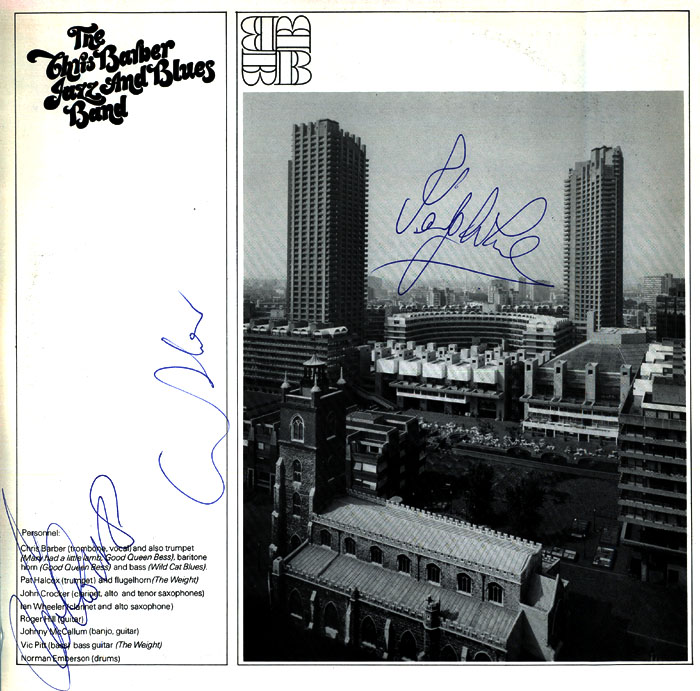 The
Chris Barber
Jazz And Blues
Band
Personnel:
Chris Barber (trombone, vocal) and also trumpet
(Mary had a little lamb, Good Queen Bess), baritone
horn (Good Queen Bess) and bass (Wild Cat Blues).
Pat Halcox (trumpet) and flugelhorn (The Weight)
John Crocker (clarinet, alto and tenor saxophones)
Ian Wheeler (clarinet and alto saxophone)
Roger Hill (guitar)
Johnny McCallum (banjo, guitar)
Vic Pitt (bass) bass guitar (The Weight)
Norman Emberson (drums)